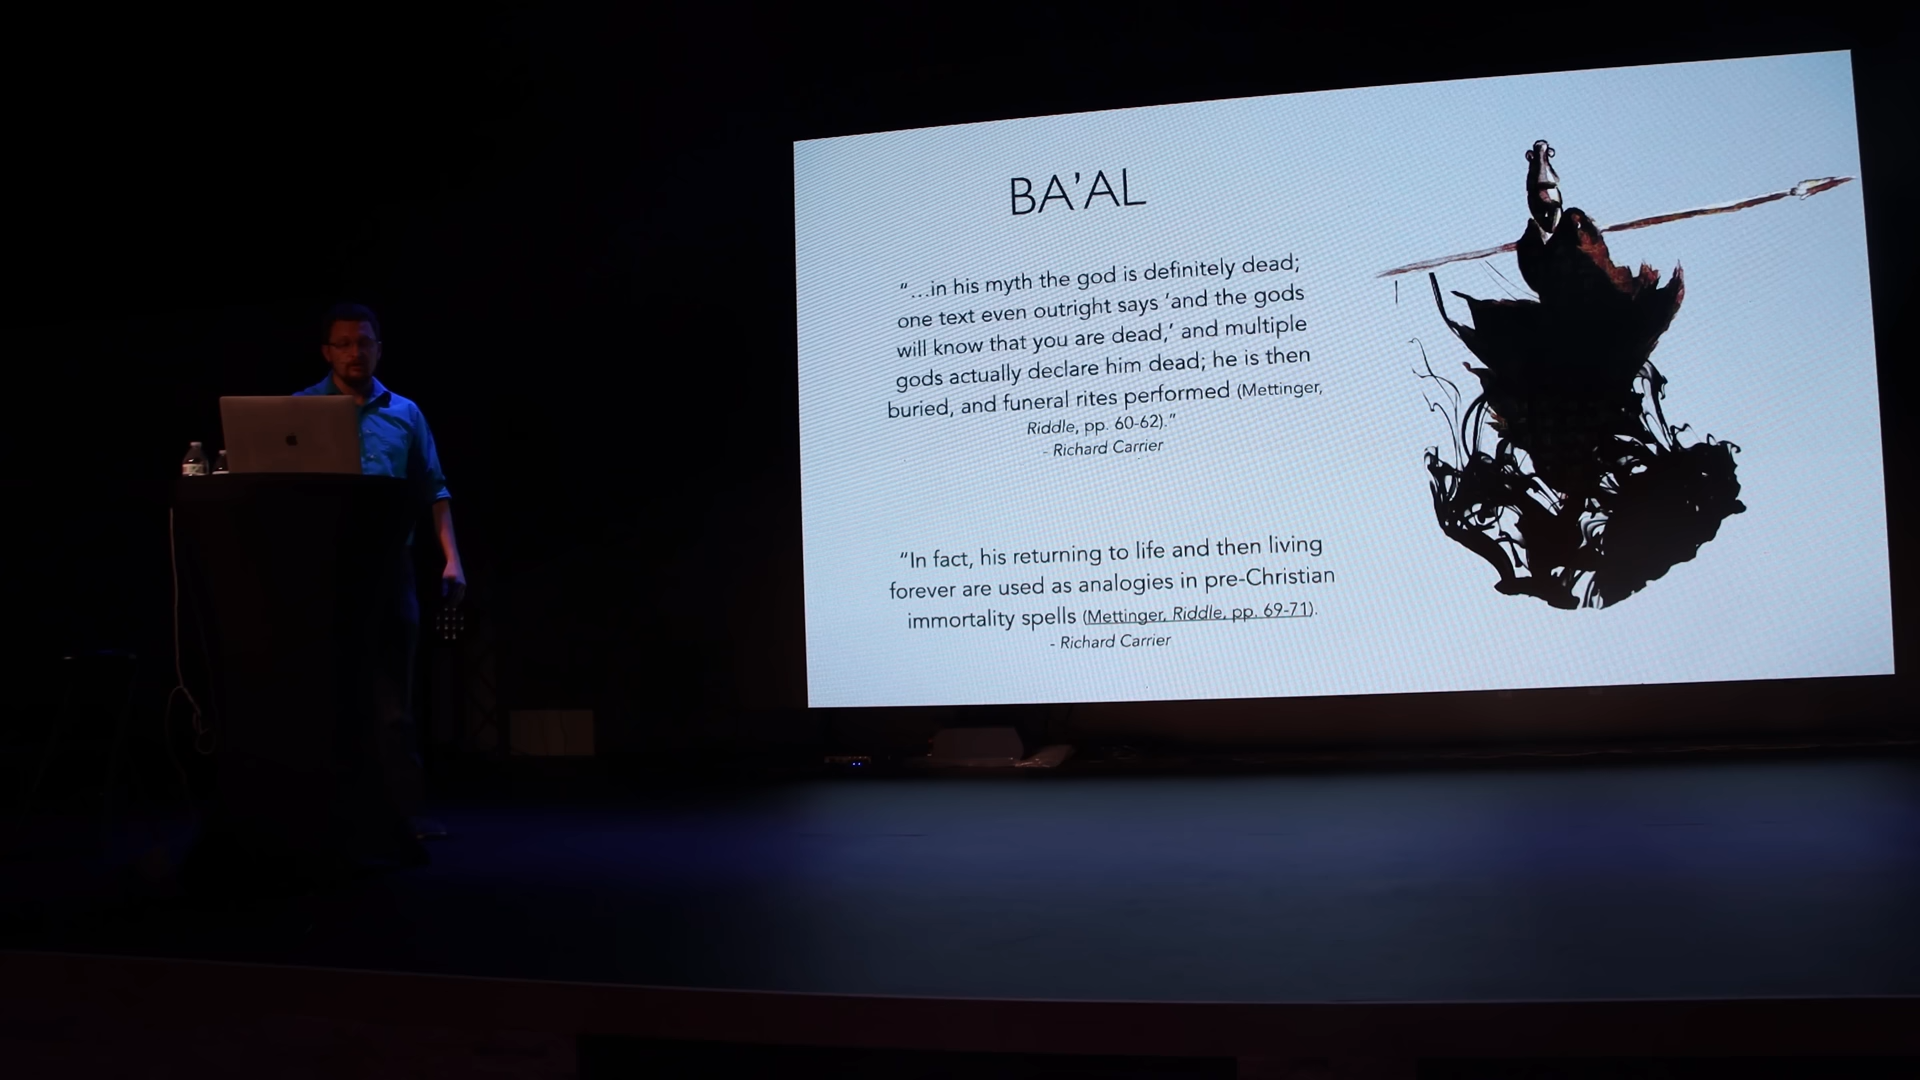 BA’AL
“…in his myth the god is definitely dead;
one text even outright says ‘and the gods
will know that you are dead,’ and multiple
gods actually declare him dead; he is then
buried, and funeral rites performed (Mettinger,
Riddle, pp. 60-62).”
- Richard Carrier
“In fact, his returning to life and then living
forever are used as analogies in pre-Christian
immortality spells (Mettinger, Riddle, pp. 69-71).
- Richard Carrier